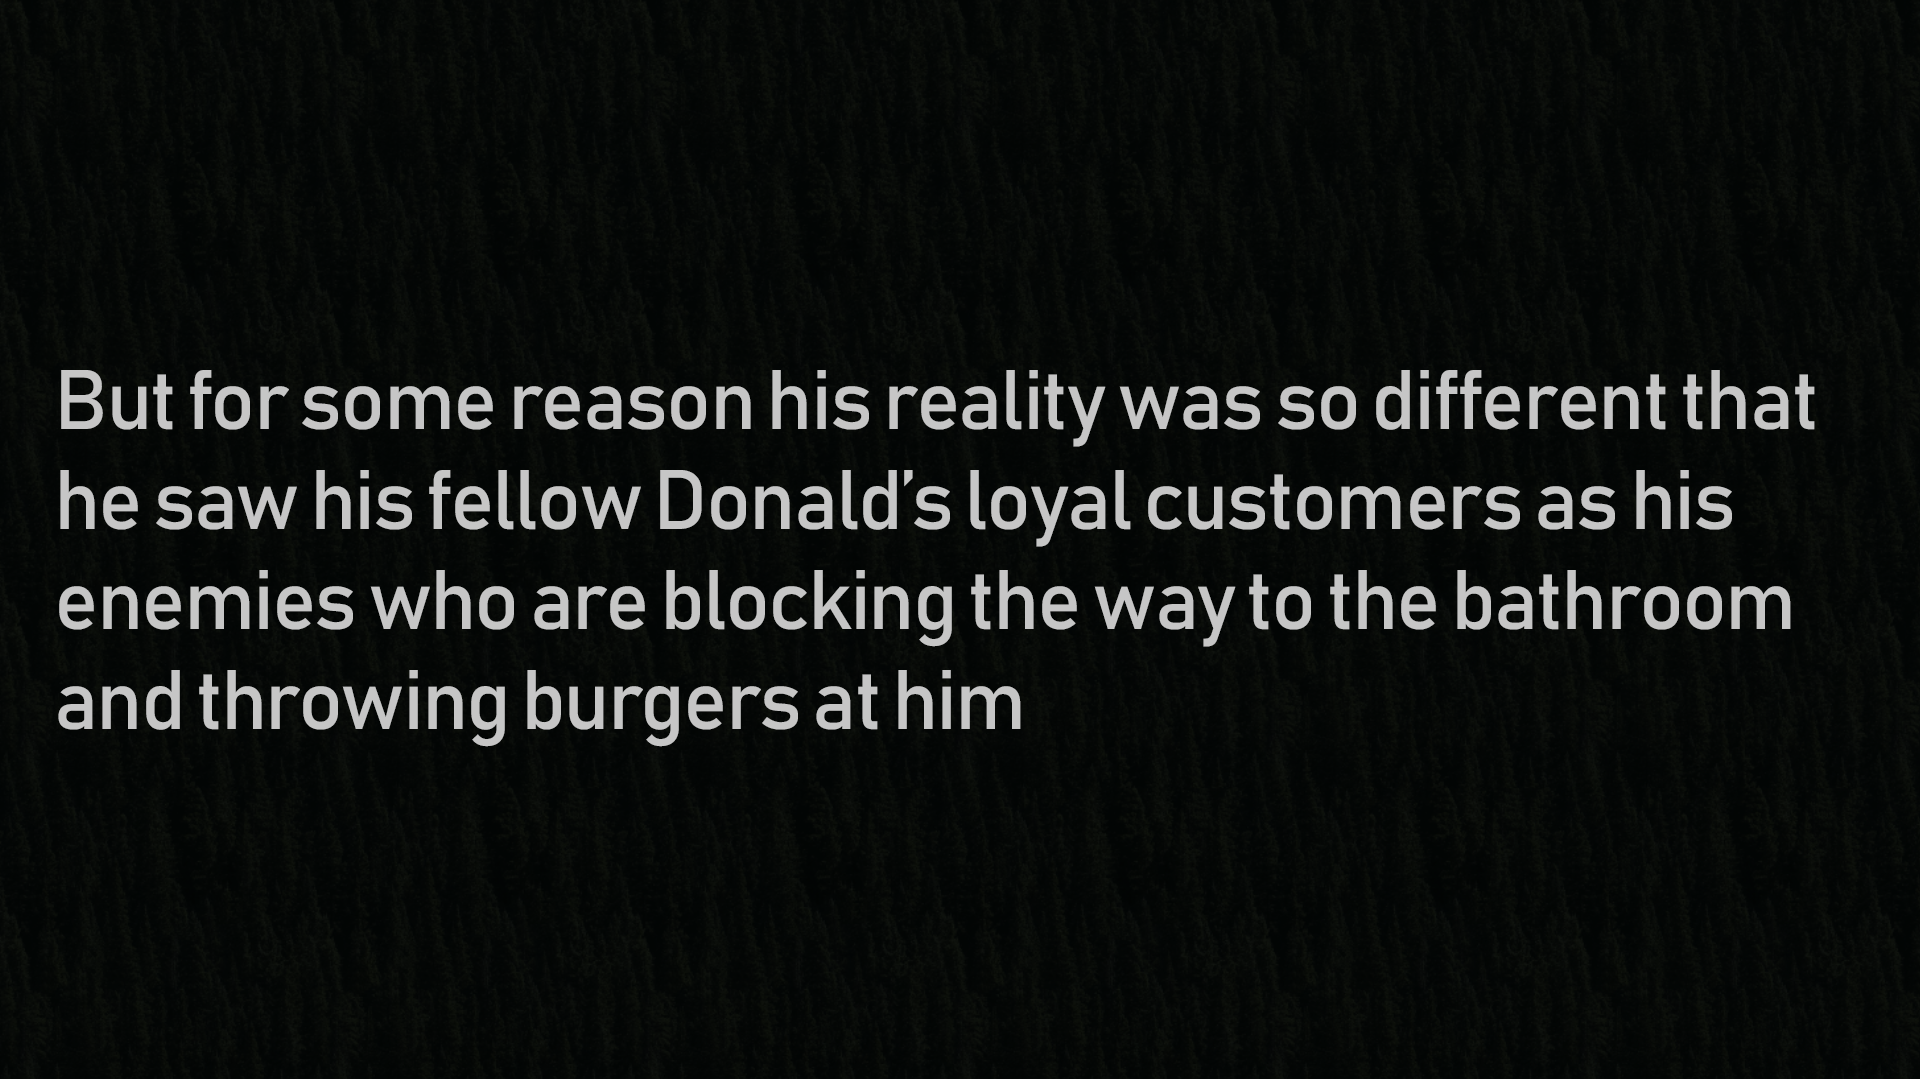 But for some reason his reality was so different that
he saw his fellow Donald’s loyal customers as his
enemies who are blocking the way to the bathroom
and throwing burgers at him